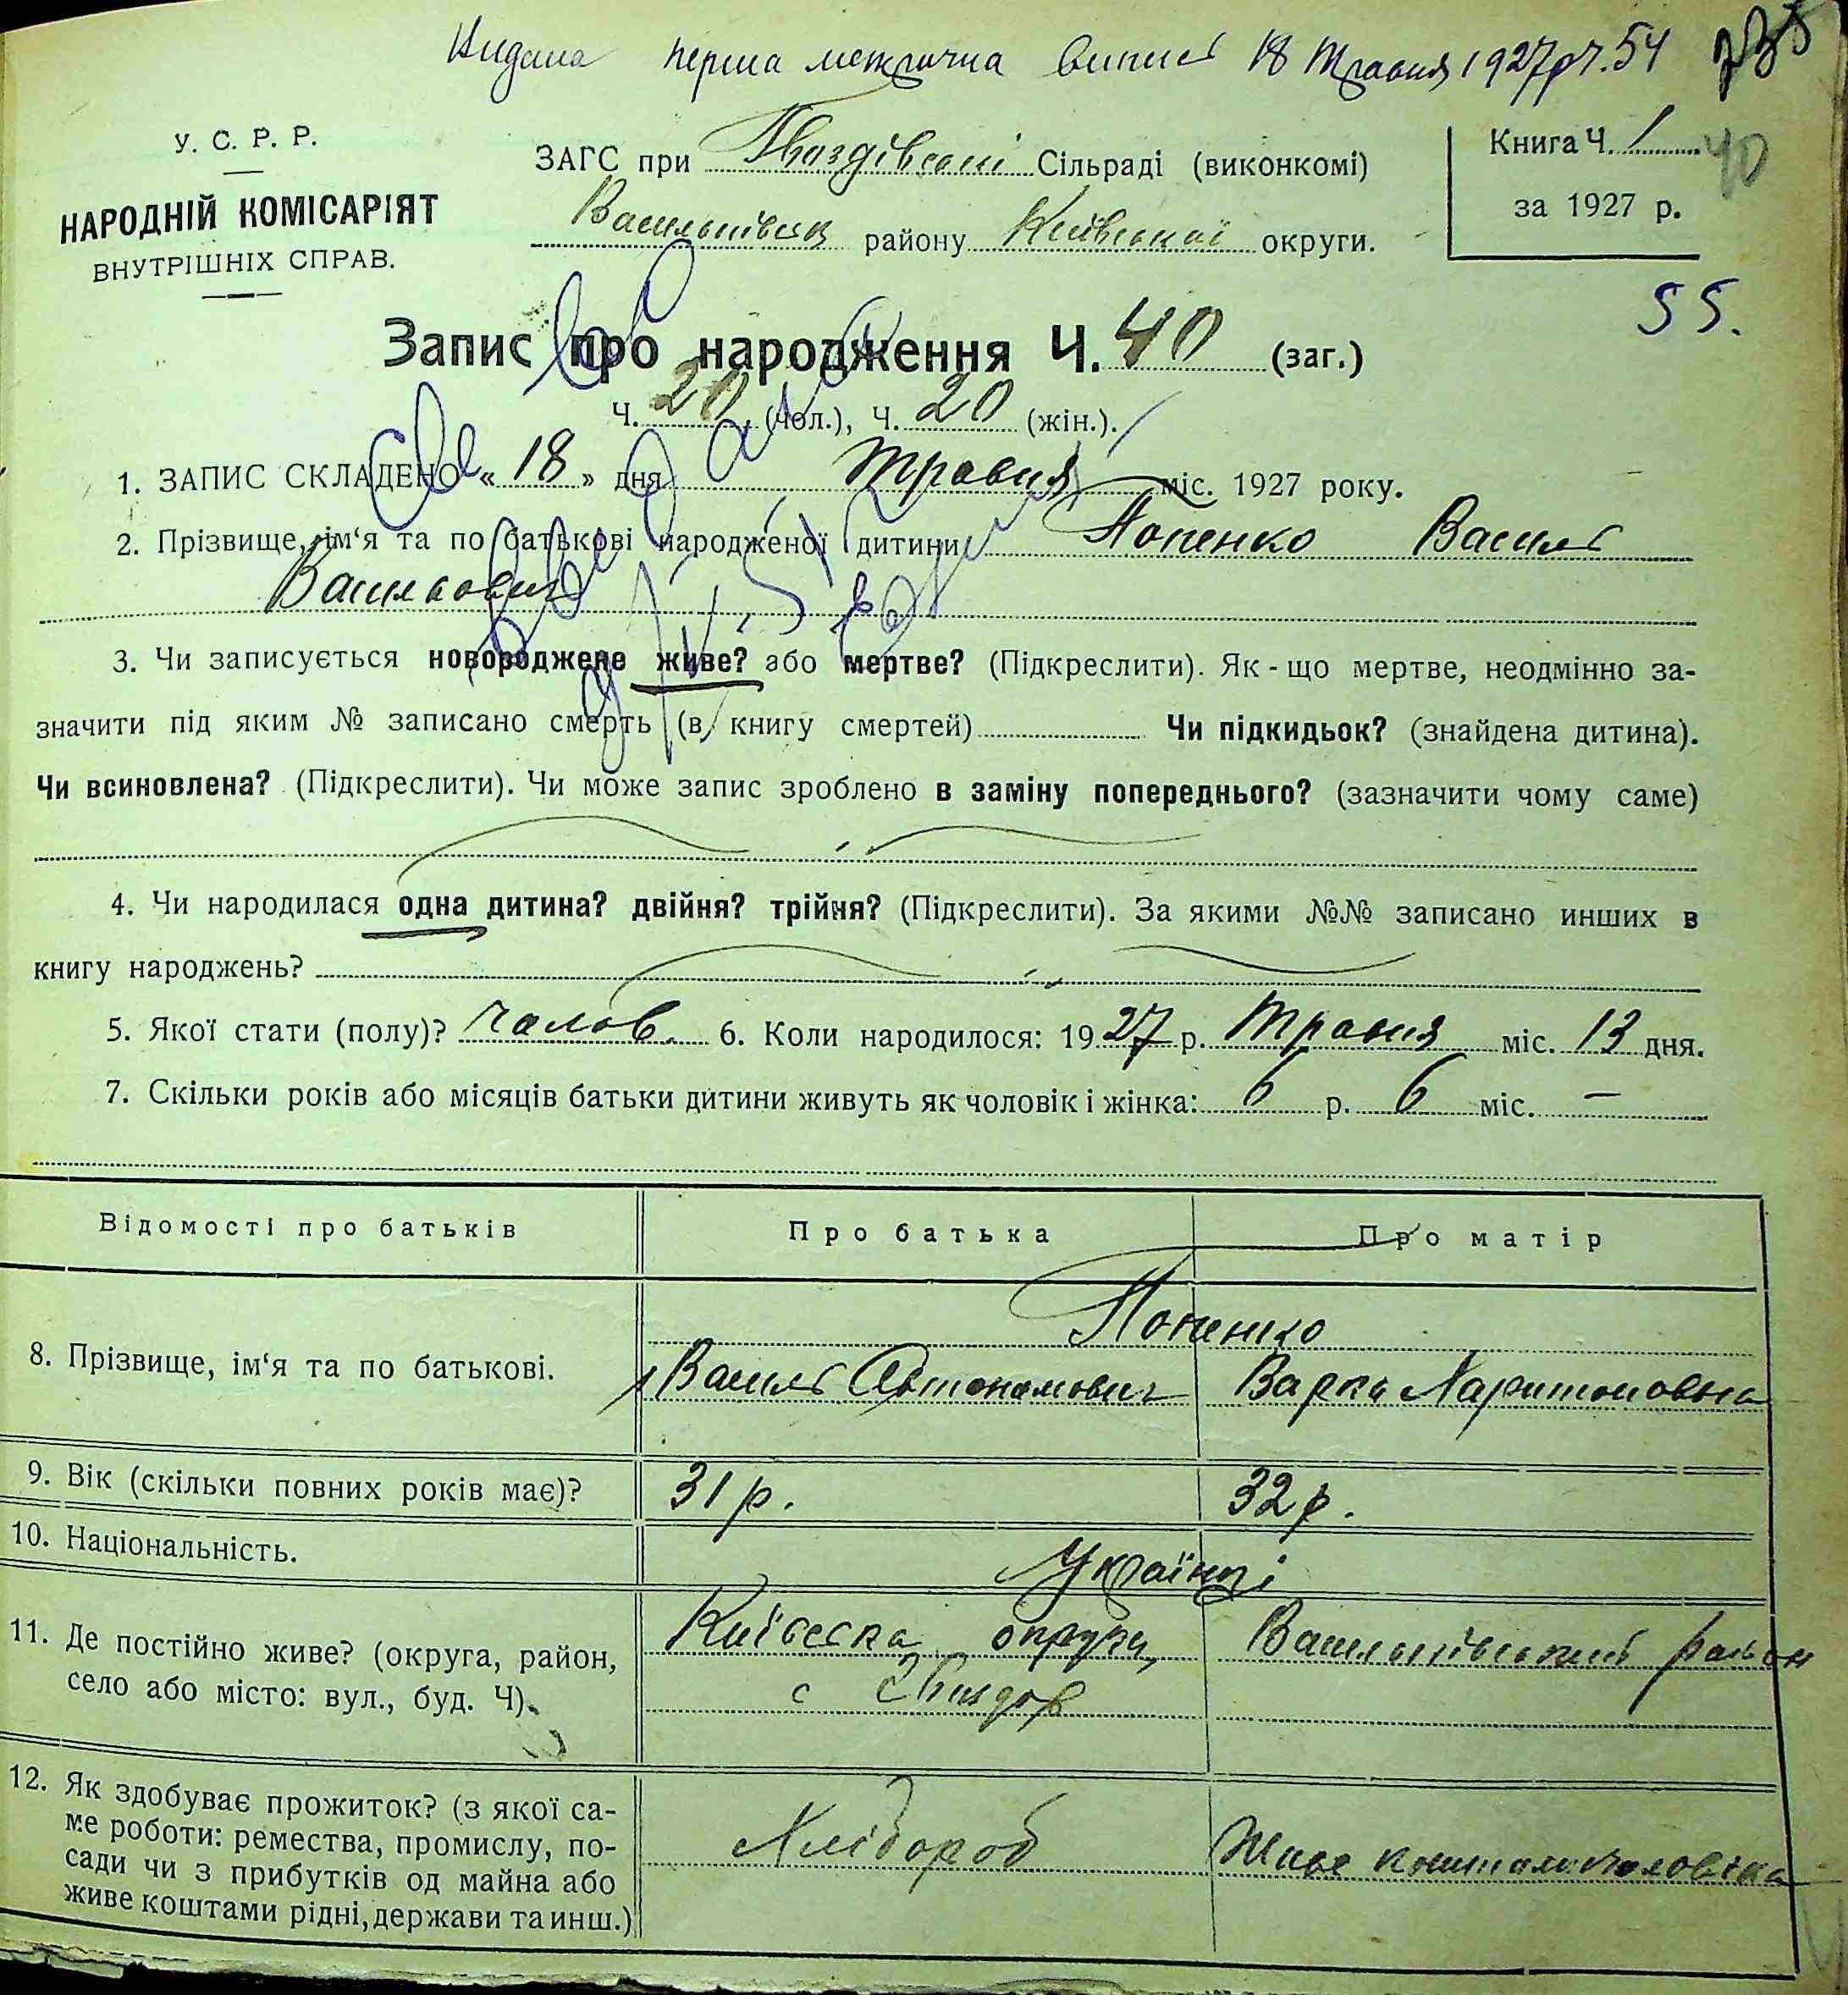 Видана перша метрична випись 18 Травня 1927 р Ч. 54
У. С. Р. Р.
НАРОДНІЙ КОМІСАРІЯТ
ВНУТРІШНІХ СПРАВ.
ЗАГС при Гвоздівській Сільраді (виконкомі)
Васильківськ району Київської округи.
Книга Ч. 1
40
за 1927 р.
55.
Запис про народження Ч. 40 (заг.)
Ч. 20 (чол.), Ч. 20 (жін.).
1. ЗАПИС СКЛАДЕНО « 18 » дня Травня міс. 1927 року.
2. Прізвище, ім‘я та по батькові народженої дитини Попенко Василь
Васильович
3. Чи записується новороджене живе? або мертве? (Підкреслити). Як - що мертве, неодмінно за-
значити під яким № записано смерть (в книгу смертей) Чи підкидьок? (знайдена дитина).
Чи всиновлена? (Підкреслити). Чи може запис зроблено в заміну попереднього? (зазначити чому саме)
4. Чи народилася одна дитина? двійня? трійня? (Підкреслити). За якими №№ записано инших в
книгу народжень?
5. Якої стати (полу)? чолов. 6. Коли народилося: 1927 р. Травня міс. 13 дня.
7. Скільки років або місяців батьки дитини живуть як чоловік і жінка: 6 р. 6 міс. —
Відомості про батьків Про батька Про матір
Попенко
8. Прізвище, ім‘я та по батькові. Василь Автономович Варка Харитоновна
9. Вік (скільки повних років має)? 31 р. 32 р.
10. Національність. Українці
11. Де постійно живе? (округа, район, Київська округа, Васильківський район
село або місто: вул., буд. Ч). с
12. Як здобуває прожиток? (з якої са-
ме роботи: ремества, промислу, по- Хлібороб Живе коштами чоловіка
сади чи з прибутків од майна або
живе коштами рідні, держави та инш.)